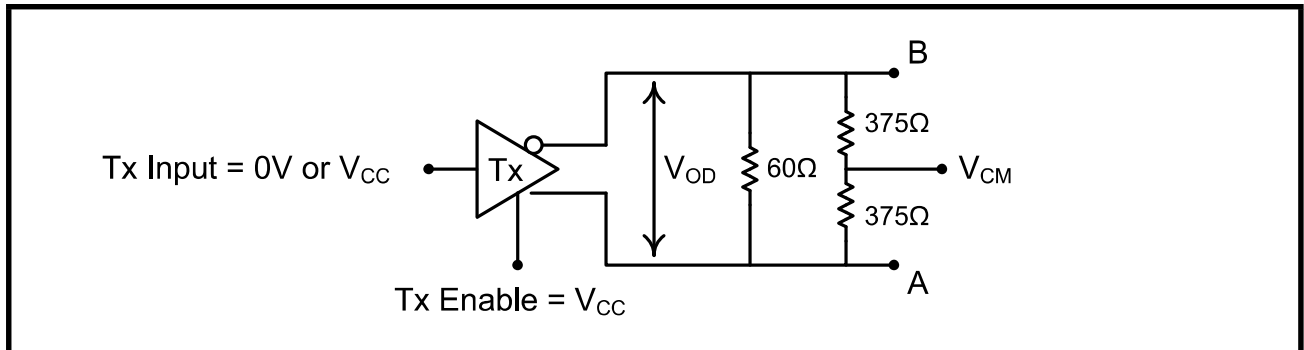 B
375Ω
Tx Input = 0V or VCC
Tx
VOD
60Ω
VCM
375Ω
A
Tx Enable = VCC